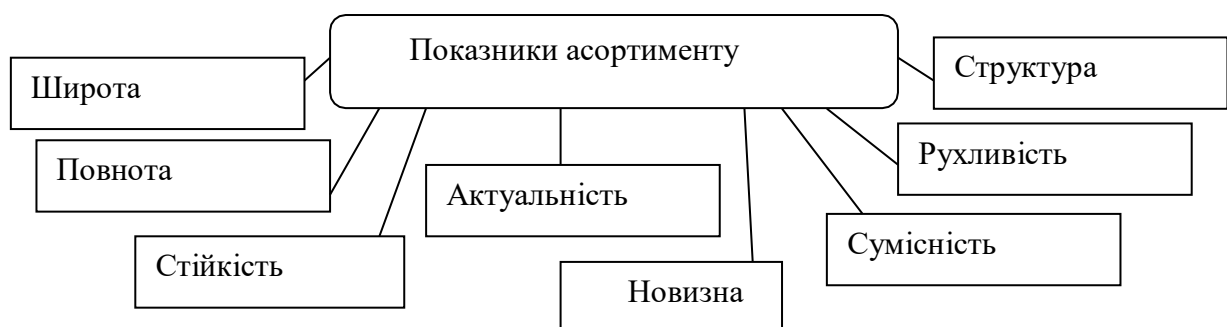 Показники асортименту
Структура
Широта
Рухливість
Повнота
Актуальність
Сумісність
Стійкість
Новизна